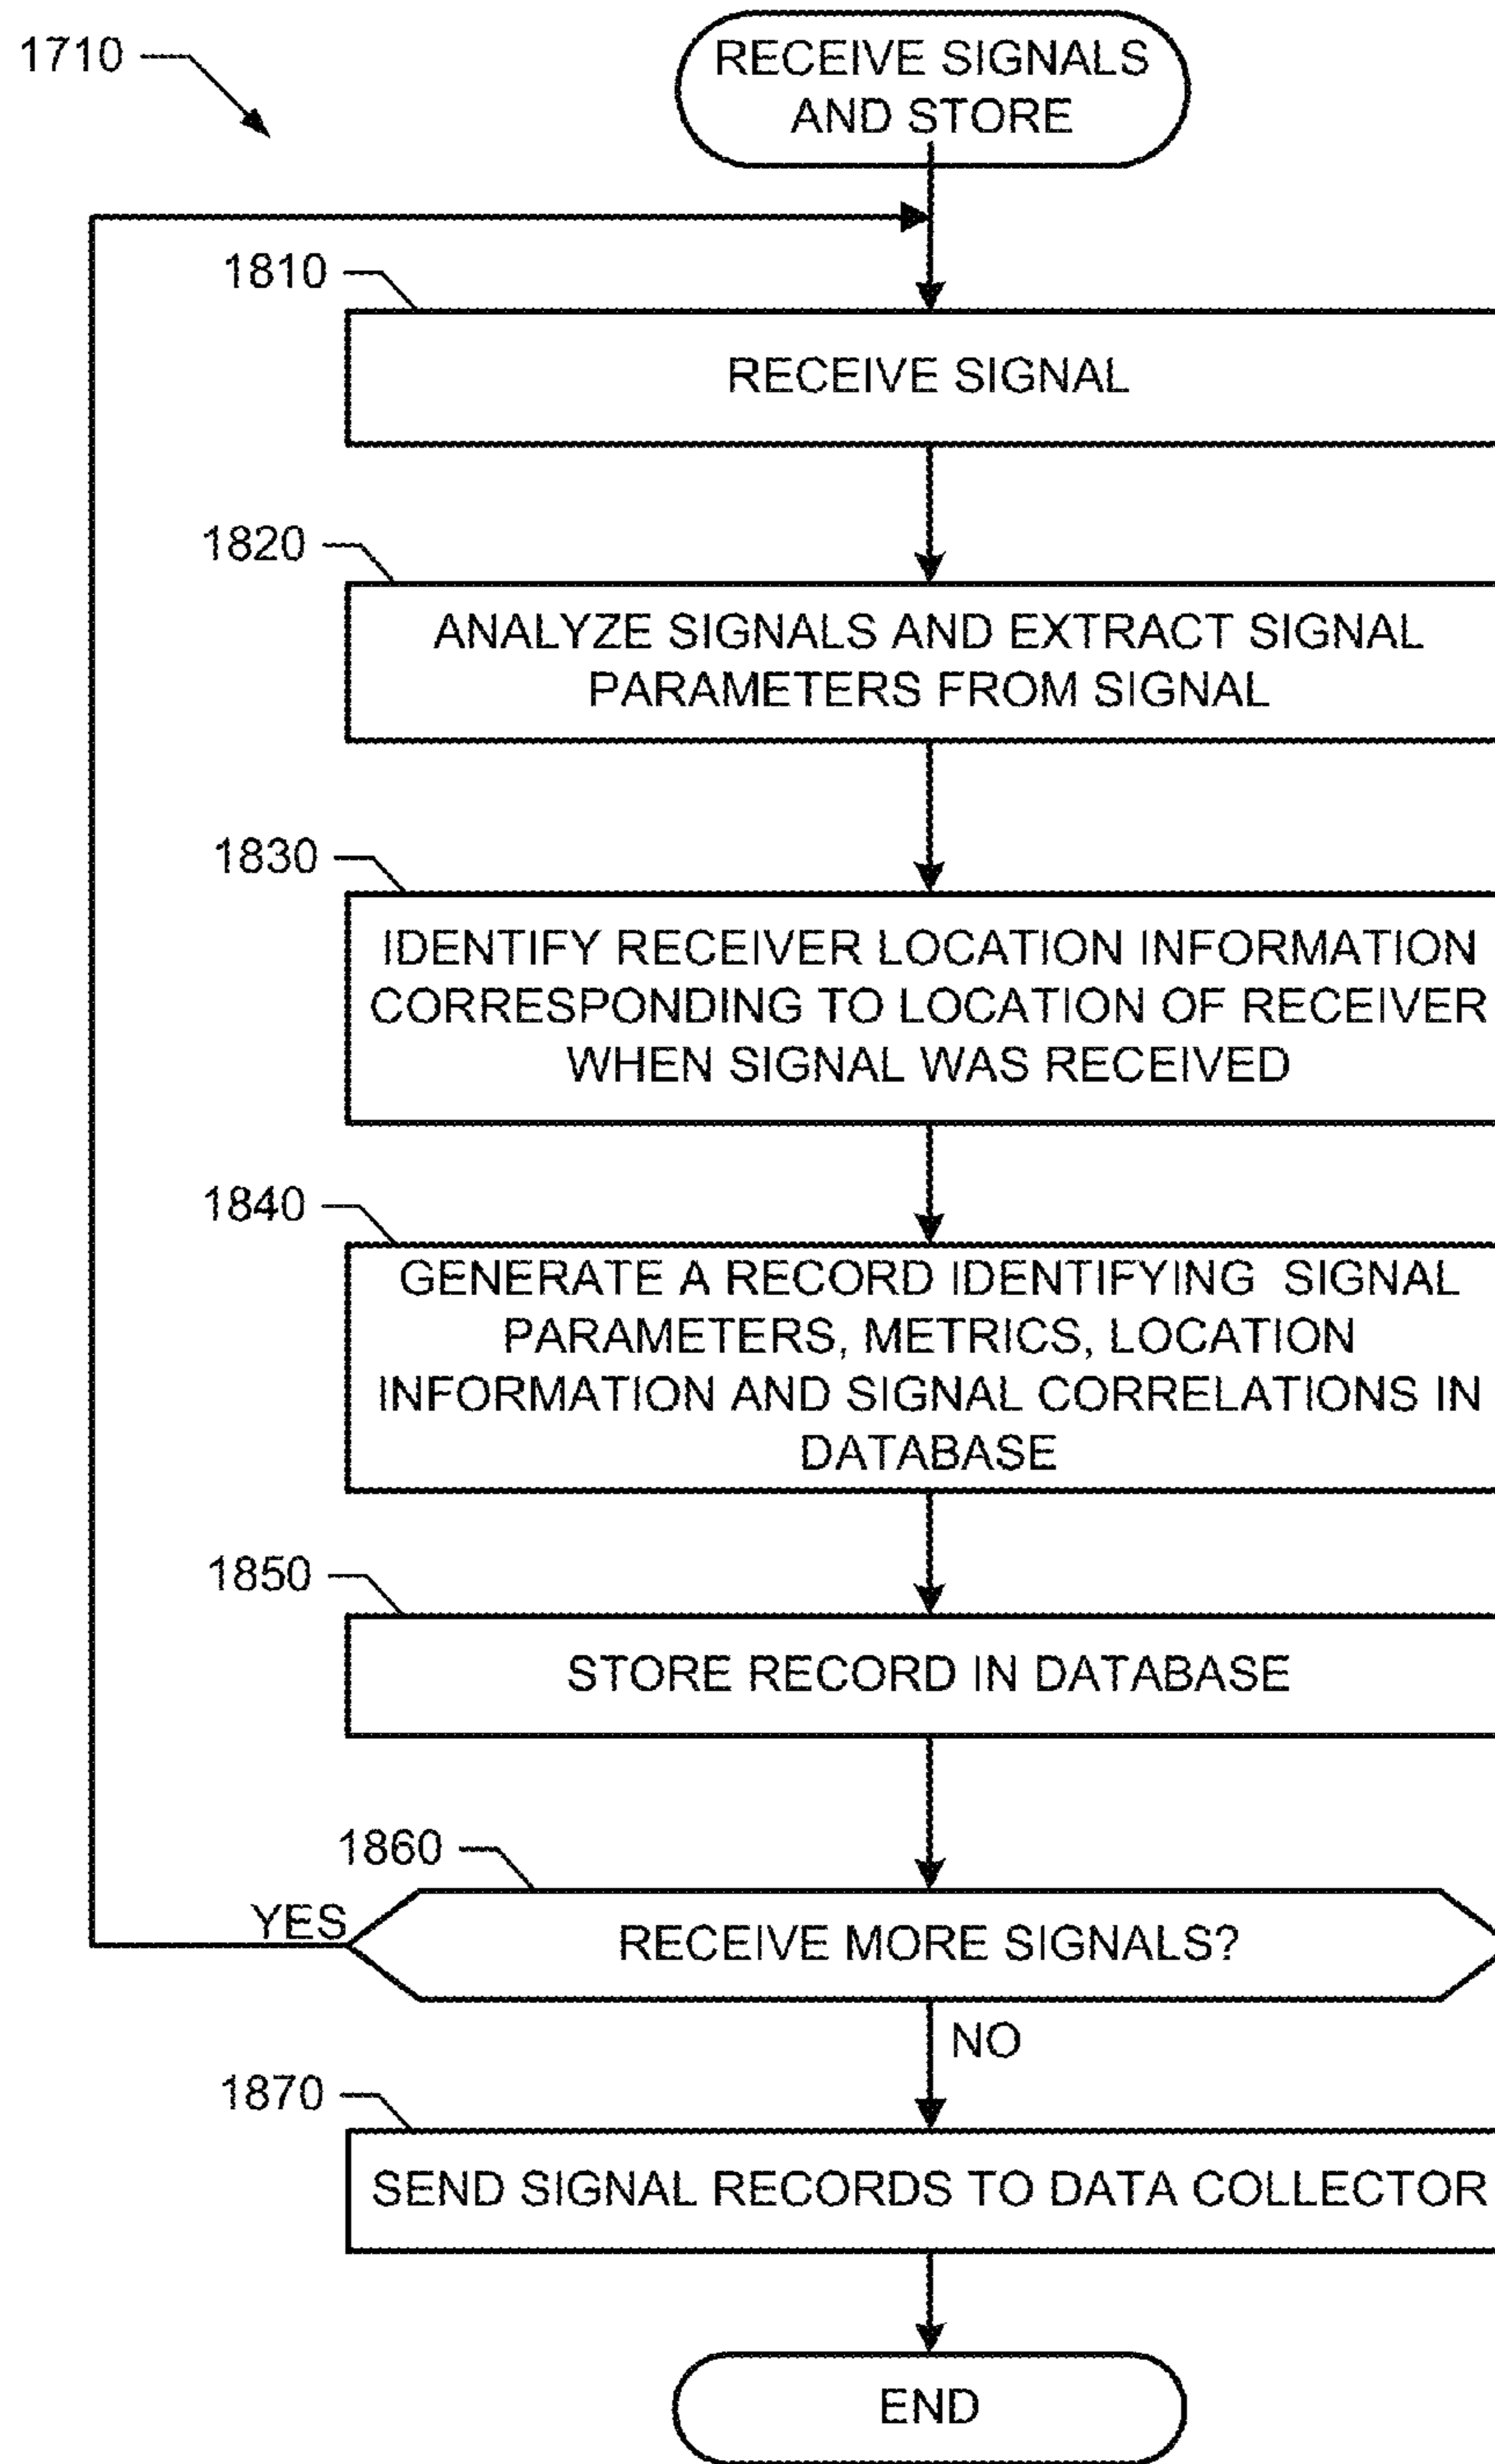 1710
RECEIVE SIGNALS
AND STORE
1810
RECEIVE SIGNAL
1820
ANALYZE SIGNALS AND EXTRACT SIGNAL
PARAMETERS FROM SIGNAL
1830
IDENTIFY RECEIVER LOCATION INFORMATION
CORRESPONDING TO LOCATION OF RECEIVER
WHEN SIGNAL WAS RECEIVED
1840
GENERATE A RECORD IDENTIFYING SIGNAL
PARAMETERS, METRICS, LOCATION
INFORMATION AND SIGNAL CORRELATIONS IN
DATABASE
1850
STORE RECORD IN DATABASE
1860
YES
RECEIVE MORE SIGNALS?
NO
1870
SEND SIGNAL RECORDS TO DATA COLLECTOR
END